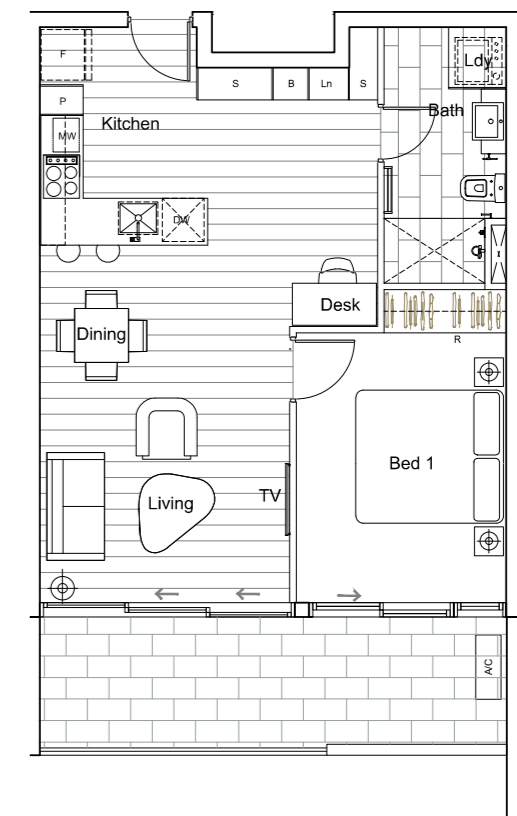 F
S
B
Ln
S
Ldy
P
Kitchen
Bath
MW
DW
I
Desk
Dining
R
Bed 1
Living
TV
A/C